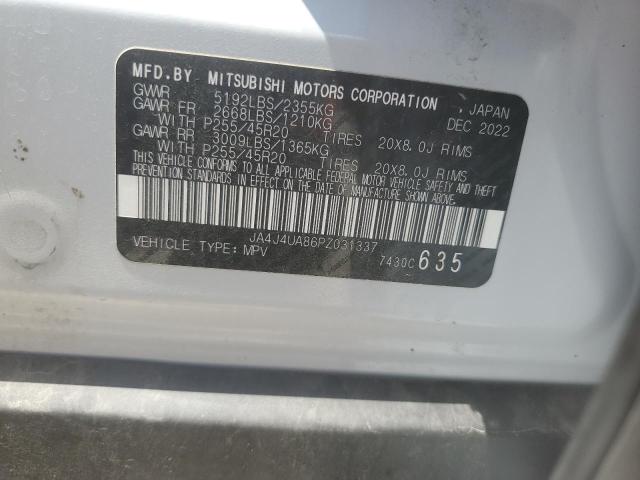 MFD.BY MITSUBISHI MOTORS CORPORATION , JAPAN
GVWR 5192LBS/2355KG DEC 2022
GAWR FR 2668LBS/1210KG
WITH P255/45R20 TIRES 20X8.0J RIMS
GAWR RR 3009LBS/1365KG
WITH P255/45R20 TIRES 20X8.0J RIMS
THIS VEHICLE CONFORMS TO ALL APPLICABLE FEDERAL MOTOR VEHICLE SAFETY AND THEFT
PREVENTION STANDARDS IN EFFECT ON THE DATE OF MANUFACTURE SHOWN ABOVE.
JA4J4UA86PZ031337
VEHICLE TYPE: MPV 7430C 635